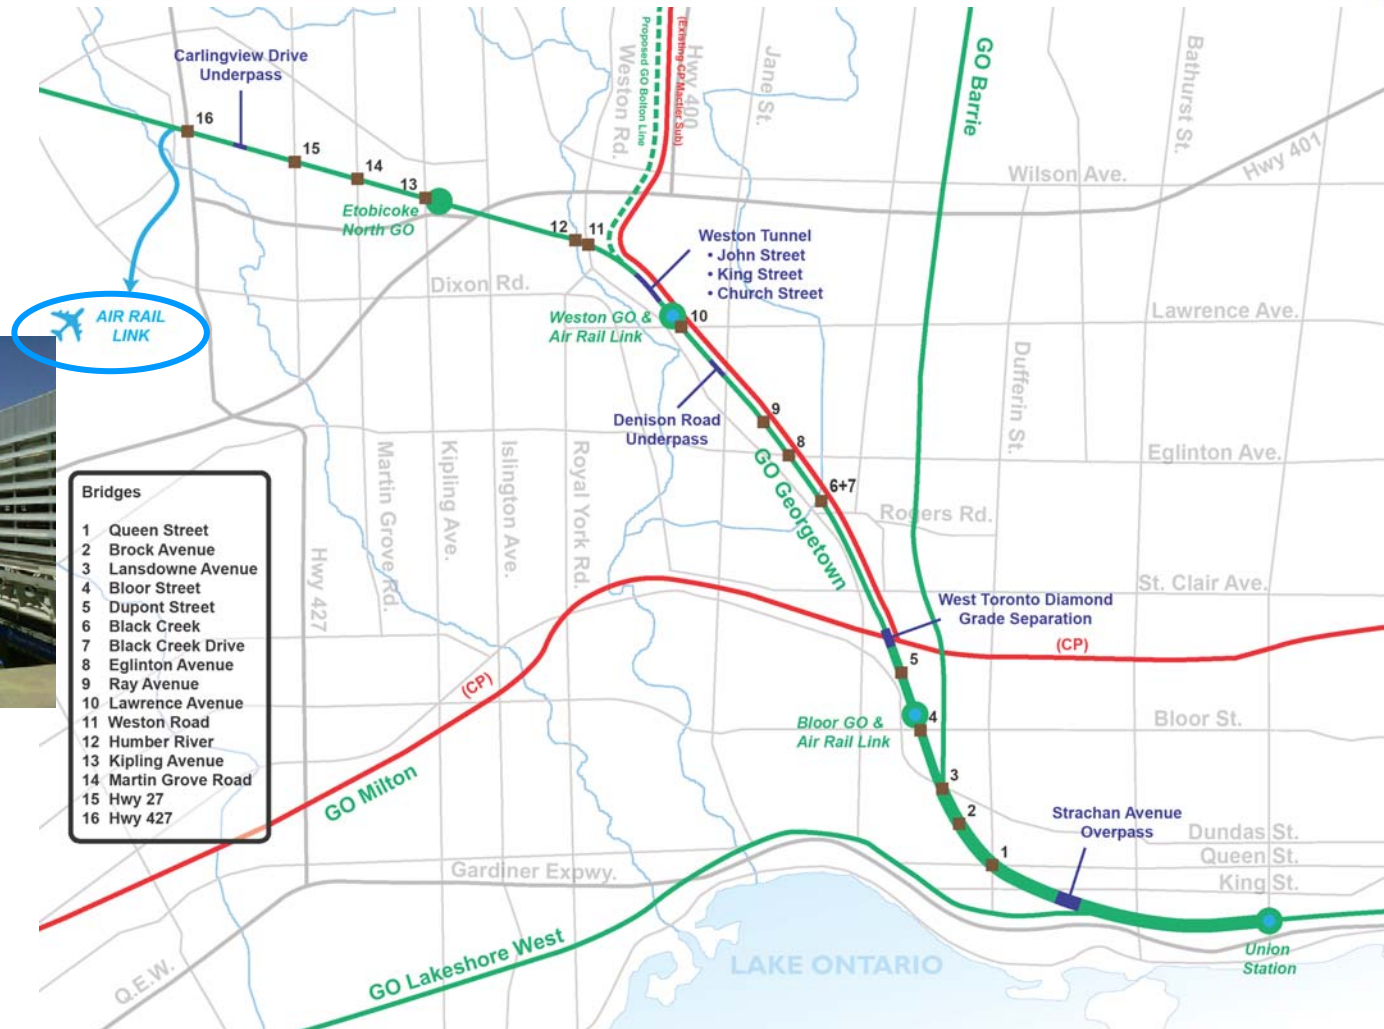 Carlingview Drive
Underpass
16
15
14
13
Etobicoke
North GO
12
11
Proposed GO Bolton Line
(Existing CP Mactier Sub)
Weston Rd.
Hwy 400
Jane St.
GO Barrie
Bathurst St.
Hwy 401
Wilson Ave.
Weston Tunnel
• John Street
• King Street
• Church Street
Dixon Rd.
AIR RAIL
LINK
Weston GO &
Air Rail Link
10
Lawrence Ave.
Dufferin St.
Denison Road
Underpass
9
8
6+7
GO Georgetown
Eglinton Ave.
Rogers Rd.
Martin Grove Rd.
Kipling Ave.
Islington Ave.
Royal York Rd.
Hwy 427
St. Clair Ave.
West Toronto Diamond
Grade Separation
(CP)
(CP)
5
Bloor GO &
Air Rail Link
4
Bloor St.
3
2
1
GO Milton
Strachan Avenue
Overpass
Dundas St.
Queen St.
King St.
Gardiner Expwy.
GO Lakeshore West
Q.E.W.
LAKE ONTARIO
Union
Station
Bridges
1 Queen Street
2 Brock Avenue
3 Lansdowne Avenue
4 Bloor Street
5 Dupont Street
6 Black Creek
7 Black Creek Drive
8 Eglinton Avenue
9 Ray Avenue
10 Lawrence Avenue
11 Weston Road
12 Humber River
13 Kipling Avenue
14 Martin Grove Road
15 Hwy 27
16 Hwy 427